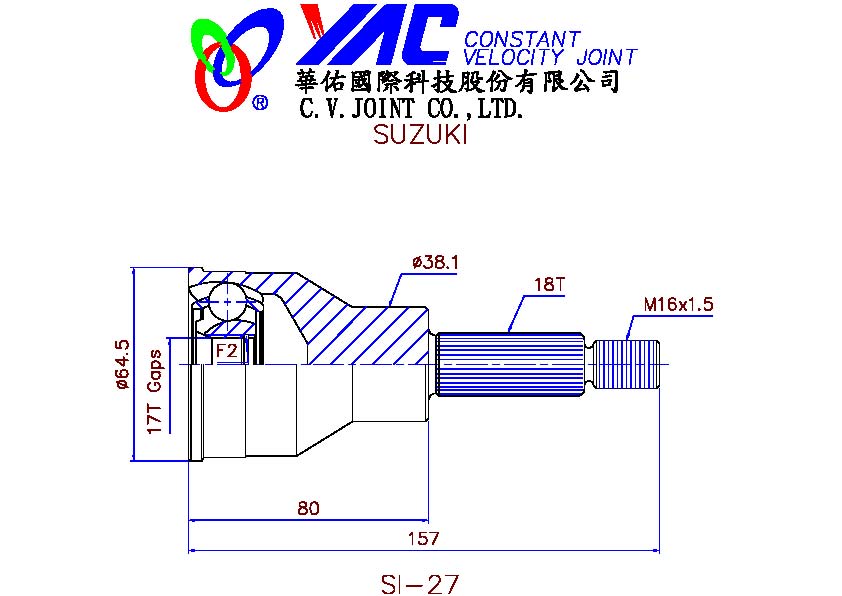 YAC CONSTANT
VELOCITY JOINT
®
華佑國際科技股份有限公司
C.V.JOINT CO.,LTD.
SUZUKI
ø38.1
18T
M16x1.5
ø64.5
17T Gaps
F2
80
157
SI-27